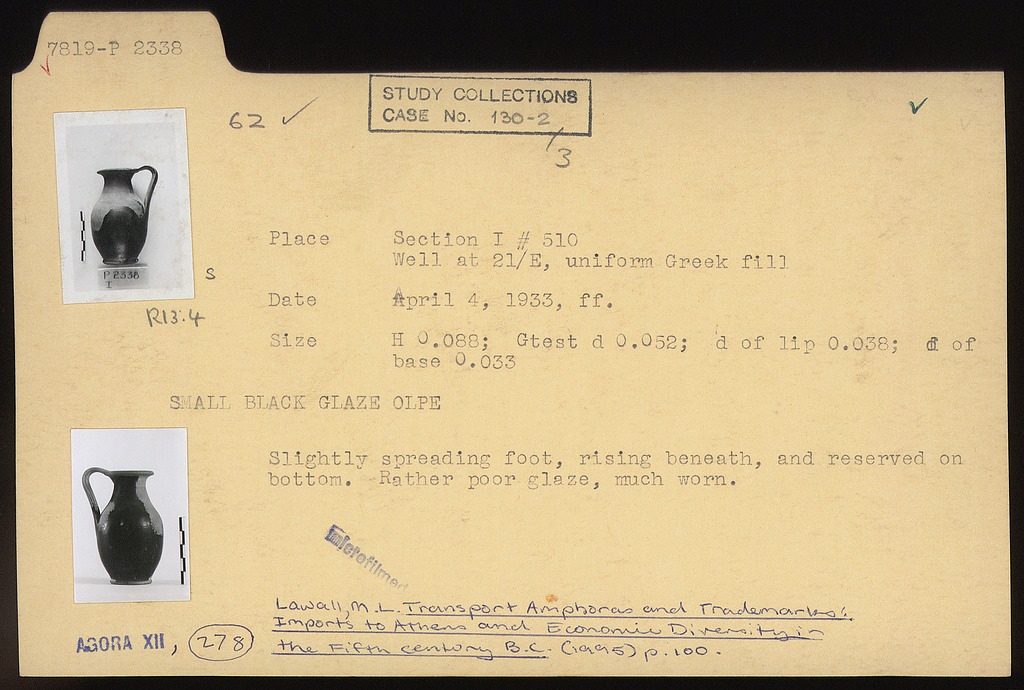 7819-P 2338
62 ✓
STUDY COLLECTIONS
CASE No. 130-2
/3
P 2338
I
S
R13:4
Place Section I # 510
Well at 21/E, uniform Greek fill
Date April 4, 1933, ff.
Size H 0.088; Gtest d 0.052; d of lip 0.038; d of
base 0.033
SMALL BLACK GLAZE OLPE
Slightly spreading foot, rising beneath, and reserved on
bottom. Rather poor glaze, much worn.
microfilmed
Lawall, M.L. Transport Amphoras and Trademarks:
Imports to Athens and Economic Diversity in
the Fifth century B.C. (1995) p.100.
AGORA XII, 278